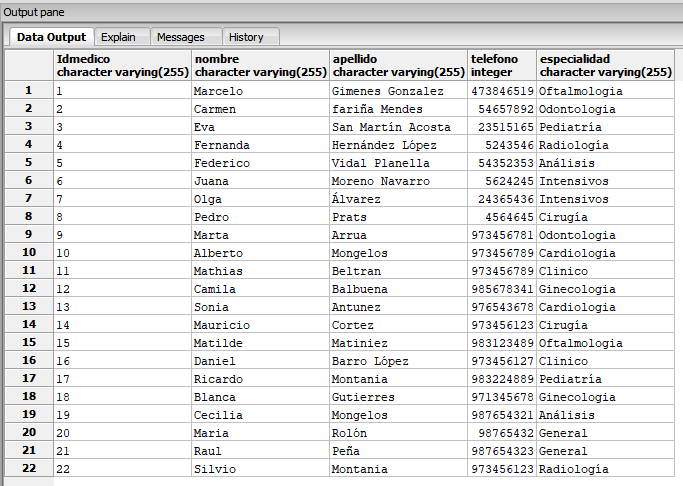 Output pane
Data Output Explain Messages History
Idmedico nombre apellido telefono especialidad
character varying(255) character varying(255) character varying(255) integer character varying(255)
1 1 Marcelo Gimenes Gonzalez 473846519 Oftalmologia
2 2 Carmen fariña Mendes 54657892 Odontologia
3 3 Eva San Martín Acosta 23515165 Pediatría
4 4 Fernanda Hernández López 5243546 Radiología
5 5 Federico Vidal Planella 54352353 Análisis
6 6 Juana Moreno Navarro 5624245 Intensivos
7 7 Olga Álvarez 24365436 Intensivos
8 8 Pedro Prats 4564645 Cirugía
9 9 Marta Arrua 973456781 Odontologia
10 10 Alberto Mongelos 973456789 Cardiologia
11 11 Mathias Beltran 973456789 Clinico
12 12 Camila Balbuena 985678341 Ginecologia
13 13 Sonia Antunez 976543678 Cardiologia
14 14 Mauricio Cortez 973456123 Cirugía
15 15 Matilde Matiniez 983123489 Oftalmologia
16 16 Daniel Barro López 973456127 Clinico
17 17 Ricardo Montania 983224889 Pediatría
18 18 Blanca Gutierres 971345678 Ginecologia
19 19 Cecilia Mongelos 987654321 Análisis
20 20 Maria Rolón 98765432 General
21 21 Raul Peña 987654323 General
22 22 Silvio Montania 973456123 Radiología